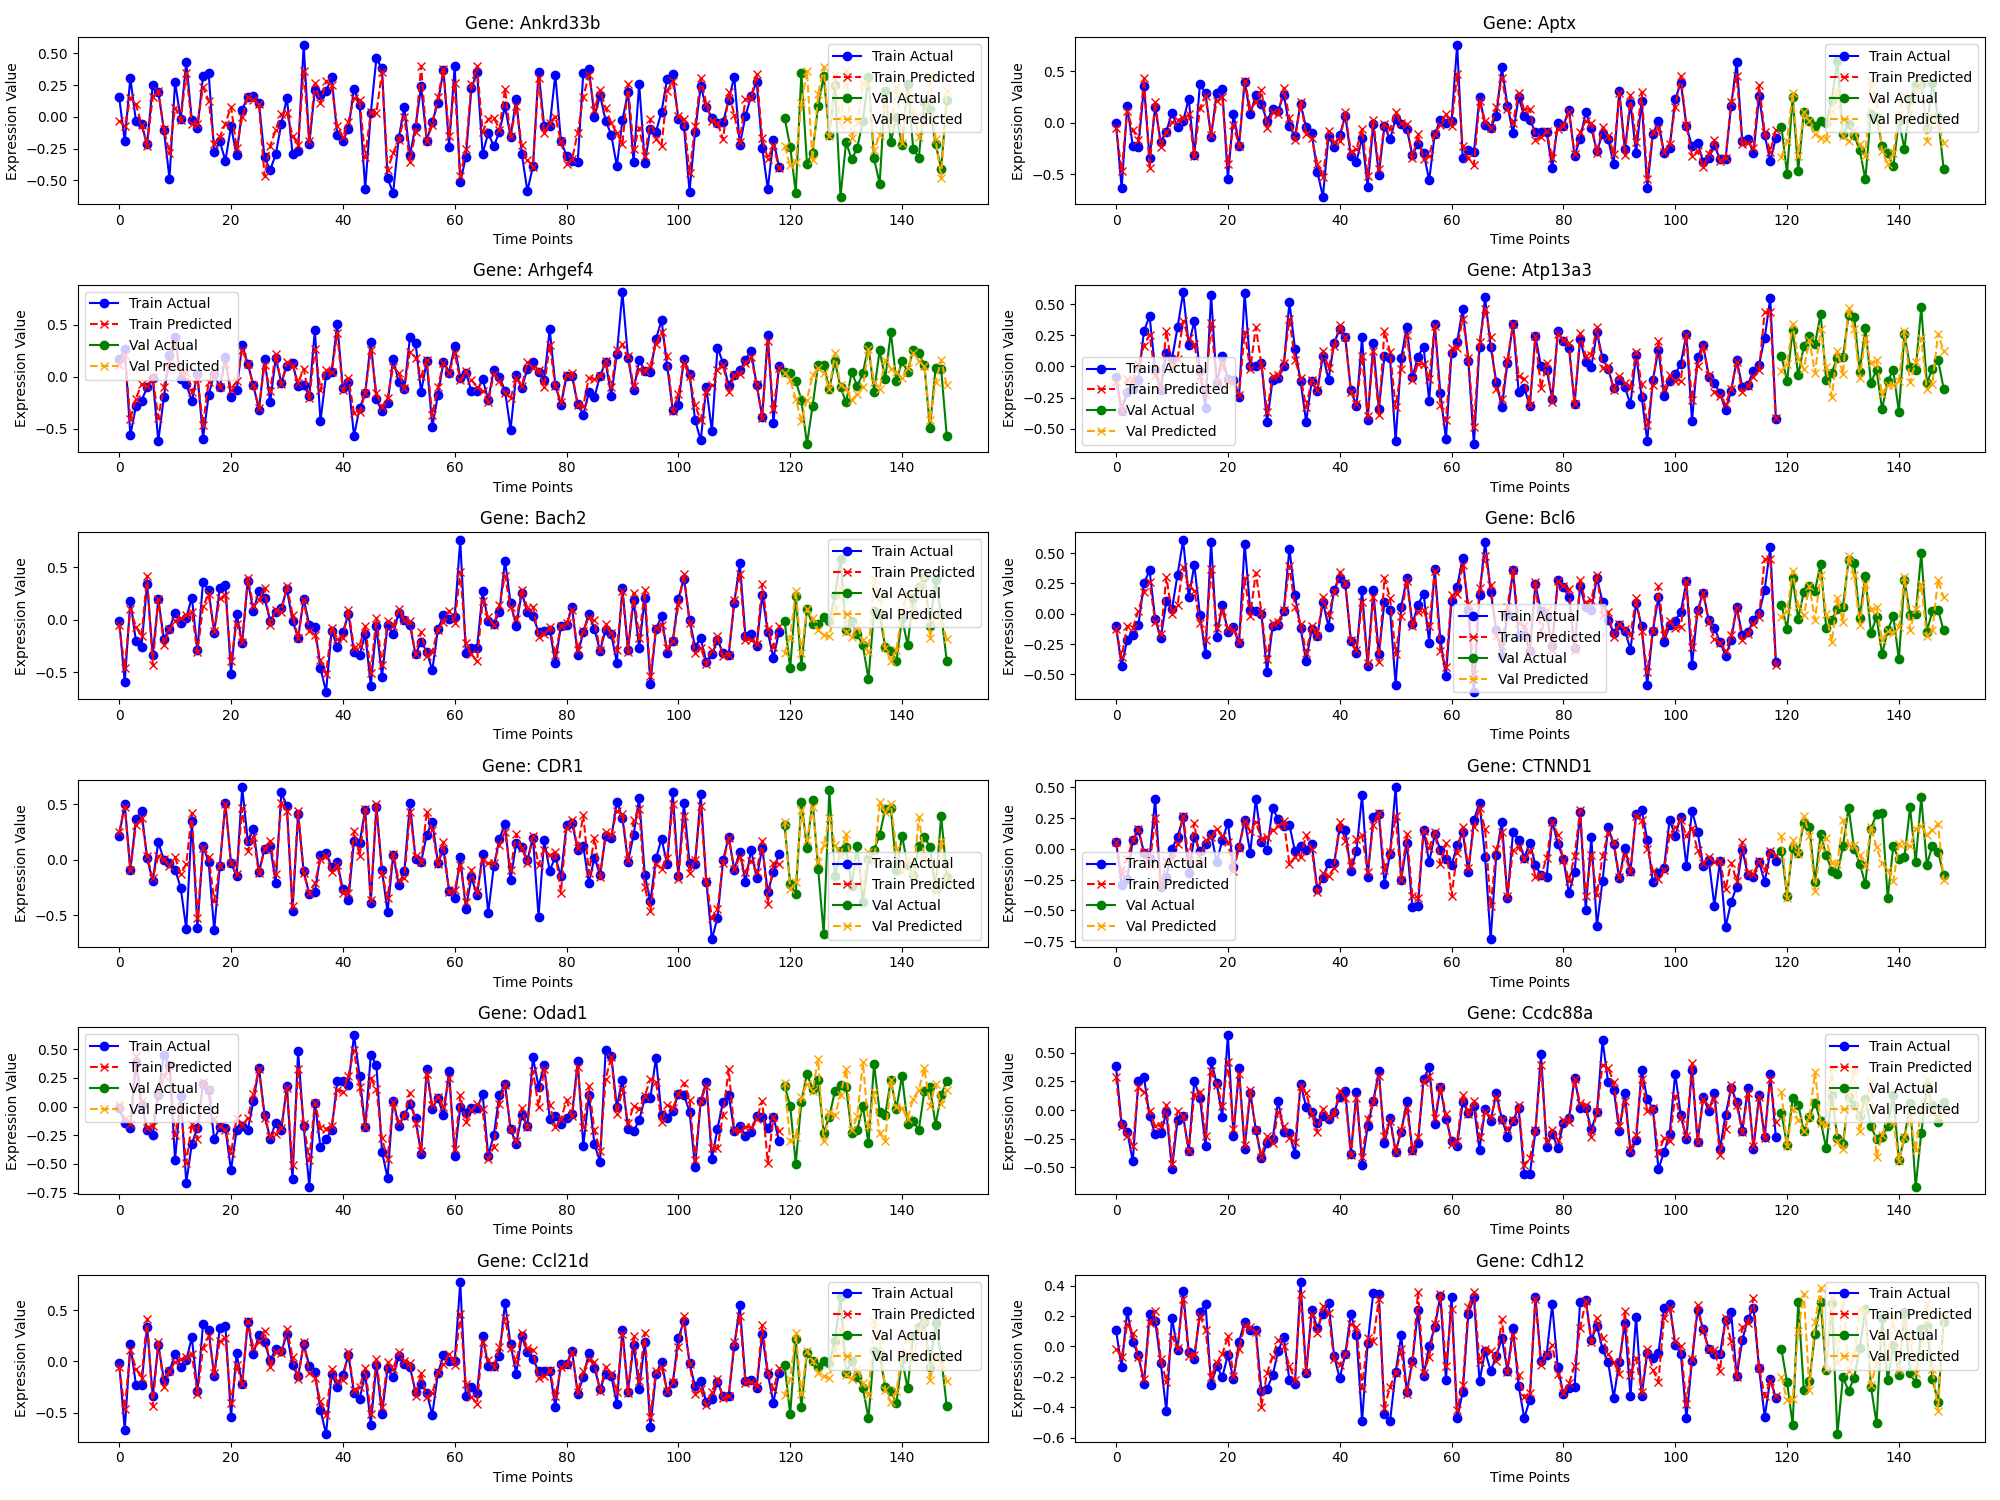 Gene: Ankrd33b
Expression Value
0.50
0.25
0.00
−0.25
−0.50
0 20 40 60 80 100 120 140
Time Points
Train Actual
Train Predicted
Val Actual
Val Predicted
Gene: Aptx
Expression Value
0.5
0.0
−0.5
0 20 40 60 80 100 120 140
Time Points
Train Actual
Train Predicted
Val Actual
Val Predicted
Gene: Arhgef4
Expression Value
0.5
0.0
−0.5
0 20 40 60 80 100 120 140
Time Points
Train Actual
Train Predicted
Val Actual
Val Predicted
Gene: Atp13a3
Expression Value
0.50
0.25
0.00
−0.25
−0.50
0 20 40 60 80 100 120 140
Time Points
Train Actual
Train Predicted
Val Actual
Val Predicted
Gene: Bach2
Expression Value
0.5
0.0
−0.5
0 20 40 60 80 100 120 140
Time Points
Train Actual
Train Predicted
Val Actual
Val Predicted
Gene: Bcl6
Expression Value
0.50
0.25
0.00
−0.25
−0.50
0 20 40 60 80 100 120 140
Time Points
Train Actual
Train Predicted
Val Actual
Val Predicted
Gene: CDR1
Expression Value
0.5
0.0
−0.5
0 20 40 60 80 100 120 140
Time Points
Train Actual
Train Predicted
Val Actual
Val Predicted
Gene: CTNND1
Expression Value
0.50
0.25
0.00
−0.25
−0.50
−0.75
0 20 40 60 80 100 120 140
Time Points
Train Actual
Train Predicted
Val Actual
Val Predicted
Gene: Odad1
Expression Value
0.50
0.25
0.00
−0.25
−0.50
−0.75
0 20 40 60 80 100 120 140
Time Points
Train Actual
Train Predicted
Val Actual
Val Predicted
Gene: Ccdc88a
Expression Value
0.50
0.25
0.00
−0.25
−0.50
0 20 40 60 80 100 120 140
Time Points
Train Actual
Train Predicted
Val Actual
Val Predicted
Gene: Ccl21d
Expression Value
0.5
0.0
−0.5
0 20 40 60 80 100 120 140
Time Points
Train Actual
Train Predicted
Val Actual
Val Predicted
Gene: Cdh12
Expression Value
0.4
0.2
0.0
−0.2
−0.4
−0.6
0 20 40 60 80 100 120 140
Time Points
Train Actual
Train Predicted
Val Actual
Val Predicted